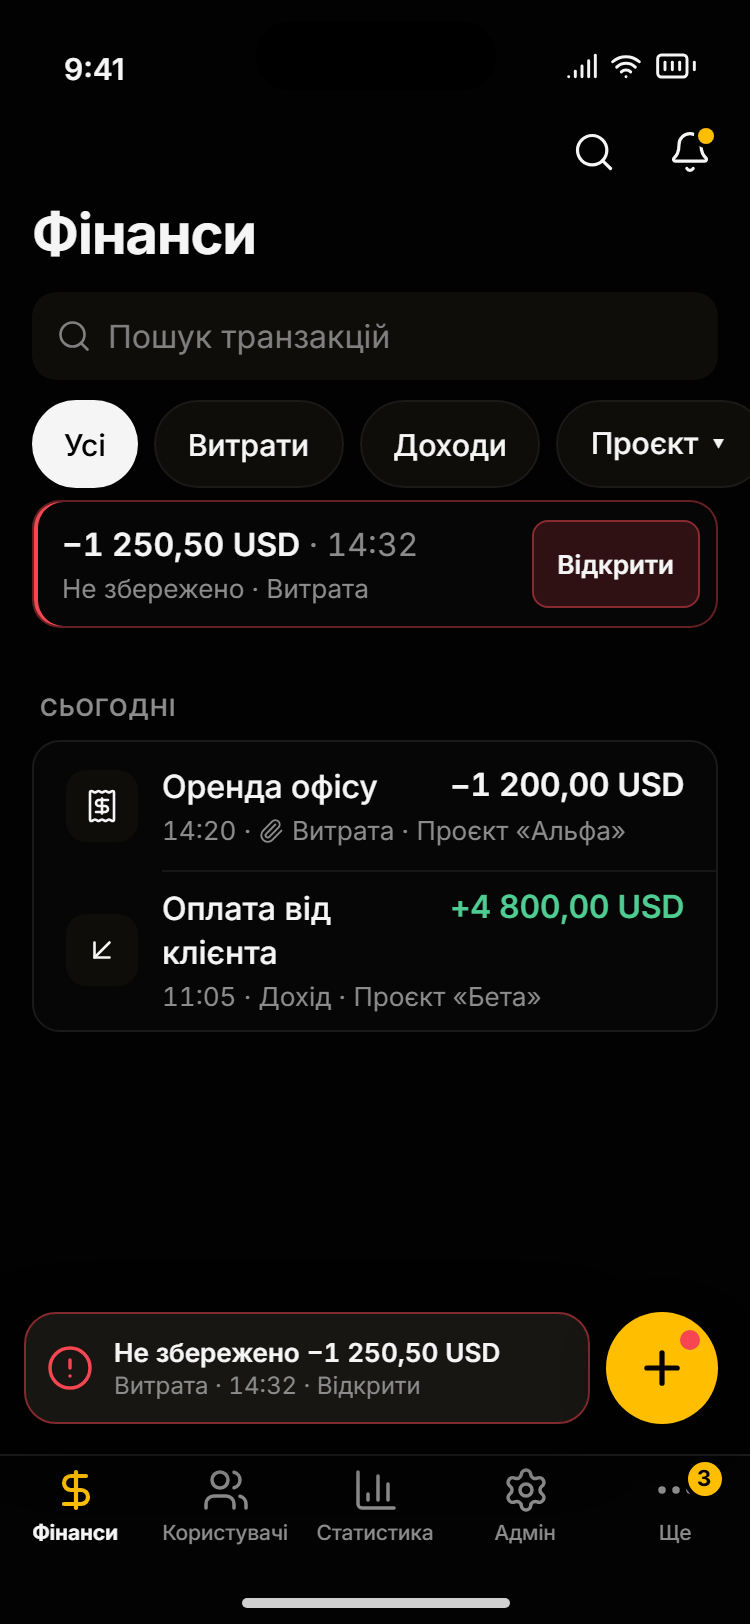 9:41
Фінанси
Пошук транзакцій
Усі
Витрати
Доходи
Проєкт ▾
−1 250,50 USD · 14:32
Не збережено · Витрата
Відкрити
СЬОГОДНІ
Оренда офісу
−1 200,00 USD
14:20 · Витрата · Проєкт «Альфа»
Оплата від
клієнта
+4 800,00 USD
11:05 · Дохід · Проєкт «Бета»
Не збережено −1 250,50 USD
Витрата · 14:32 · Відкрити
3
Фінанси
Користувачі
Статистика
Адмін
Ще